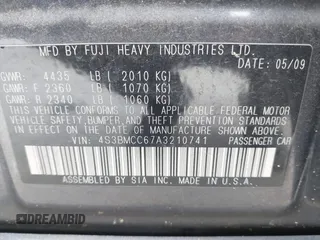 MFD. BY FUJI HEAVY INDUSTRIES LTD.
DATE: 05/09
GVWR: 4435 LB ( 2010 KG)
GAWR: F 2360 LB ( 1070 KG)
GAWR: R 2340 LB ( 1060 KG)
THIS VEHICLE CONFORMS TO ALL APPLICABLE
FEDERAL MOTOR VEHICLE SAFETY, BUMPER,
AND THEFT PREVENTION STANDARDS IN EFFECT
ON THE DATE OF MANUFACTURE SHOWN ABOVE.
VIN: 4S3BMCC67A3210741 PASSENGER CAR
ASSEMBLED BY SIA MADE IN U.S.A.
DREAMBID